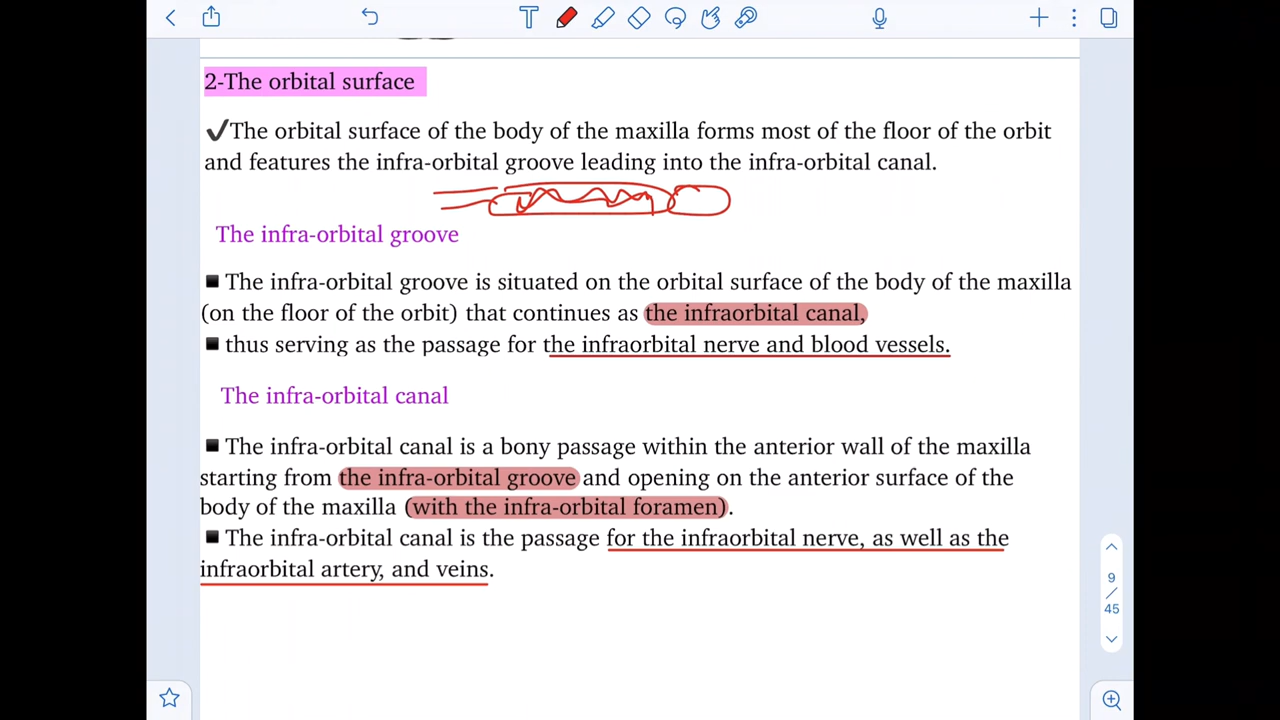 2-The orbital surface
✔The orbital surface of the body of the maxilla forms most of the floor of the orbit
and features the infra-orbital groove leading into the infra-orbital canal.
The infra-orbital groove
▪ The infra-orbital groove is situated on the orbital surface of the body of the maxilla
(on the floor of the orbit) that continues as the infraorbital canal,
▪ thus serving as the passage for the infraorbital nerve and blood vessels.
The infra-orbital canal
▪ The infra-orbital canal is a bony passage within the anterior wall of the maxilla
starting from the infra-orbital groove and opening on the anterior surface of the
body of the maxilla (with the infra-orbital foramen).
▪ The infra-orbital canal is the passage for the infraorbital nerve, as well as the
infraorbital artery, and veins.
9
/
45